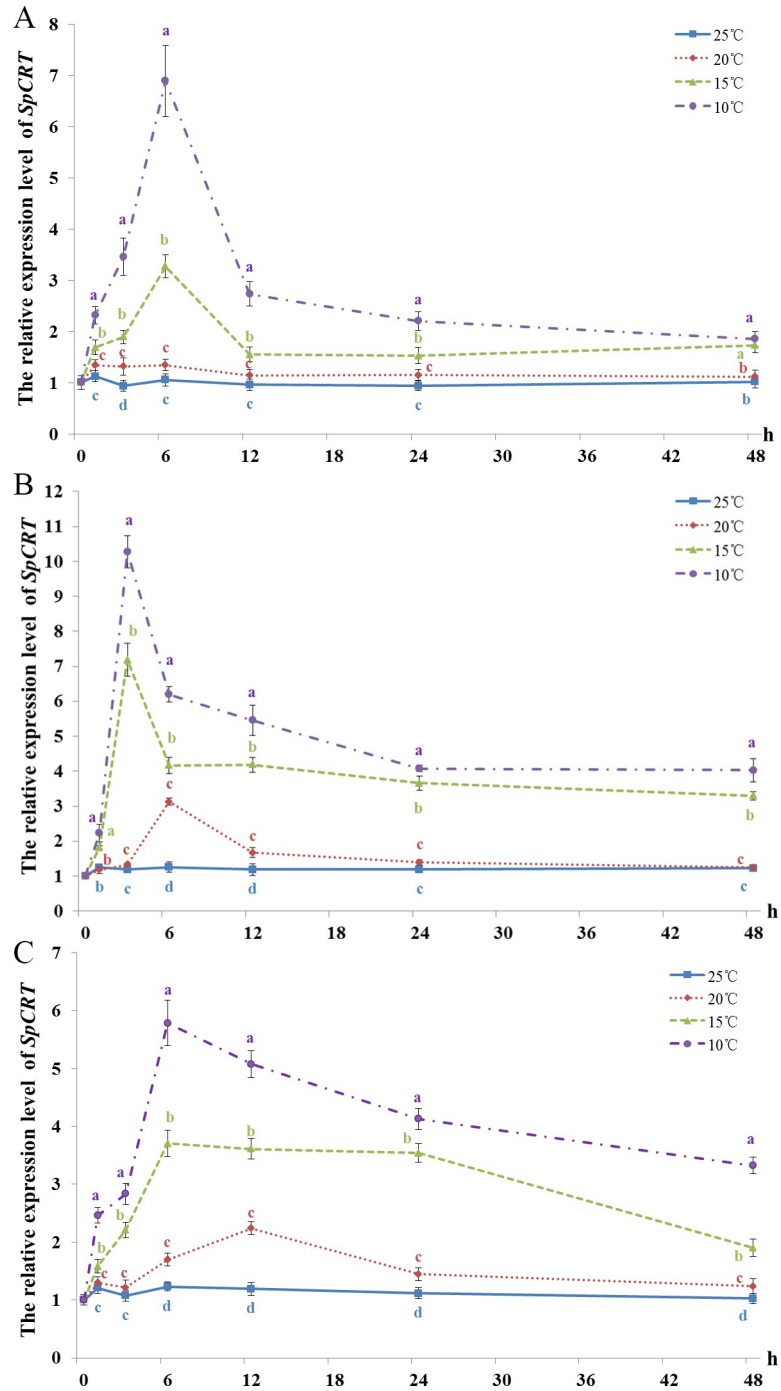 A
The relative expression level of SpCRT
8
7
6
5
4
3
2
1
0
25℃
20℃
15℃
10℃
a
a
a
a
a
a
b
b
b
b
b
a
c
c
c
c
c
b
c
d
c
c
c
b
0 6 12 18 24 30 36 42 48
h
B
The relative expression level of SpCRT
12
11
10
9
8
7
6
5
4
3
2
1
0
25℃
20℃
15℃
10℃
a
a
a
a
a
a
a
b
b
b
b
b
b
c
c
c
c
c
b
c
d
d
c
c
0 6 12 18 24 30 36 42 48
h
C
The relative expression level of SpCRT
7
6
5
4
3
2
1
0
25℃
20℃
15℃
10℃
a
a
a
a
a
a
b
b
b
b
b
b
c
c
c
c
c
c
c
c
d
d
d
d
0 6 12 18 24 30 36 42 48
h